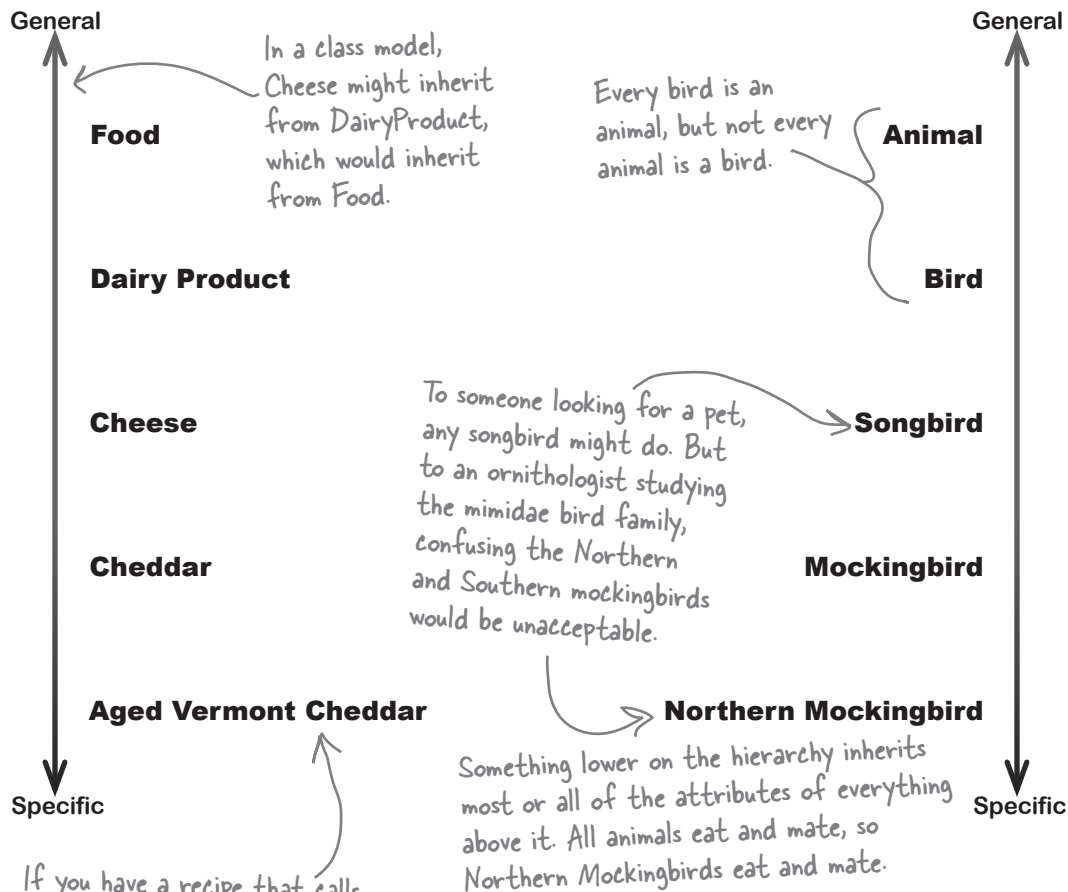 General
General
In a class model,
Cheese might inherit
from DairyProduct,
which would inherit
from Food.
Every bird is an
animal, but not every
animal is a bird.
Food
Animal
Dairy Product
Bird
To someone looking for a pet,
any songbird might do. But
to an ornithologist studying
the mimidae bird family,
confusing the Northern
and Southern mockingbirds
would be unacceptable.
Cheese
Songbird
Cheddar
Mockingbird
Aged Vermont Cheddar
Northern Mockingbird
Something lower on the hierarchy inherits
most or all of the attributes of everything
above it. All animals eat and mate, so
Northern Mockingbirds eat and mate.
Specific
Specific
If you have a recipe that calls